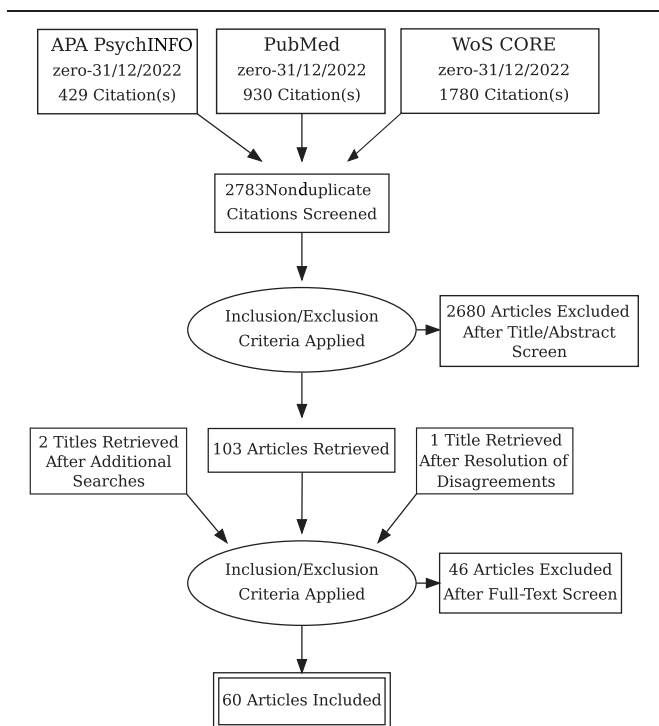 APA PsychINFO
zero-31/12/2022
429 Citation(s)
PubMed
zero-31/12/2022
930 Citation(s)
WoS CORE
zero-31/12/2022
1780 Citation(s)
2783Nonduplicate
Citations Screened
Inclusion/Exclusion
Criteria Applied
2680 Articles Excluded
After Title/Abstract
Screen
2 Titles Retrieved
After Additional
Searches
103 Articles Retrieved
1 Title Retrieved
After Resolution of
Disagreements
Inclusion/Exclusion
Criteria Applied
46 Articles Excluded
After Full-Text Screen
60 Articles Included